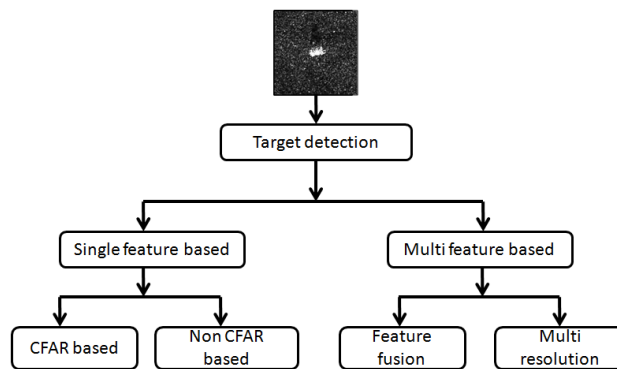 Target detection
Single feature based
Multi feature based
CFAR based
Non CFAR
based
Feature
fusion
Multi
resolution